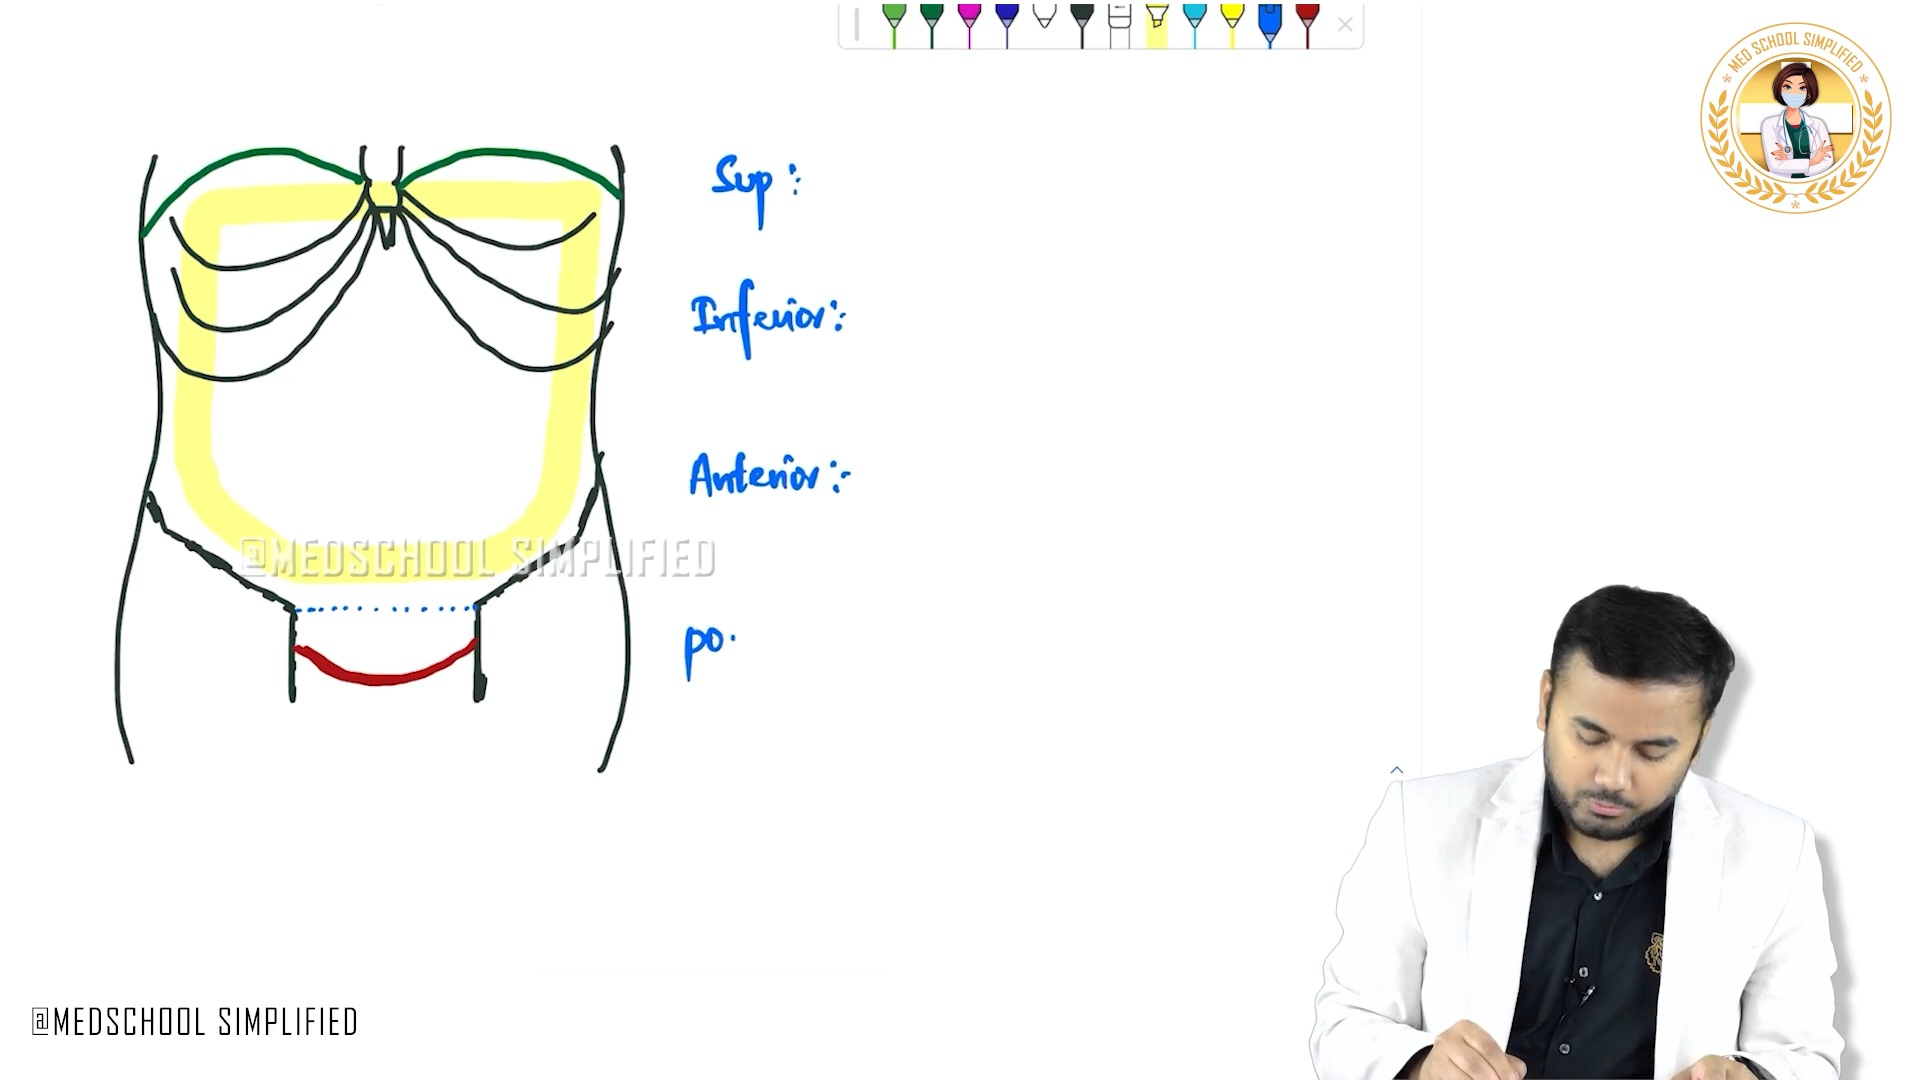 MED SCHOOL SIMPLIFIED
Sup :
Inferior :-
Anterior :-
@MEDSCHOOL SIMPLIFIED
po
@MEDSCHOOL SIMPLIFIED